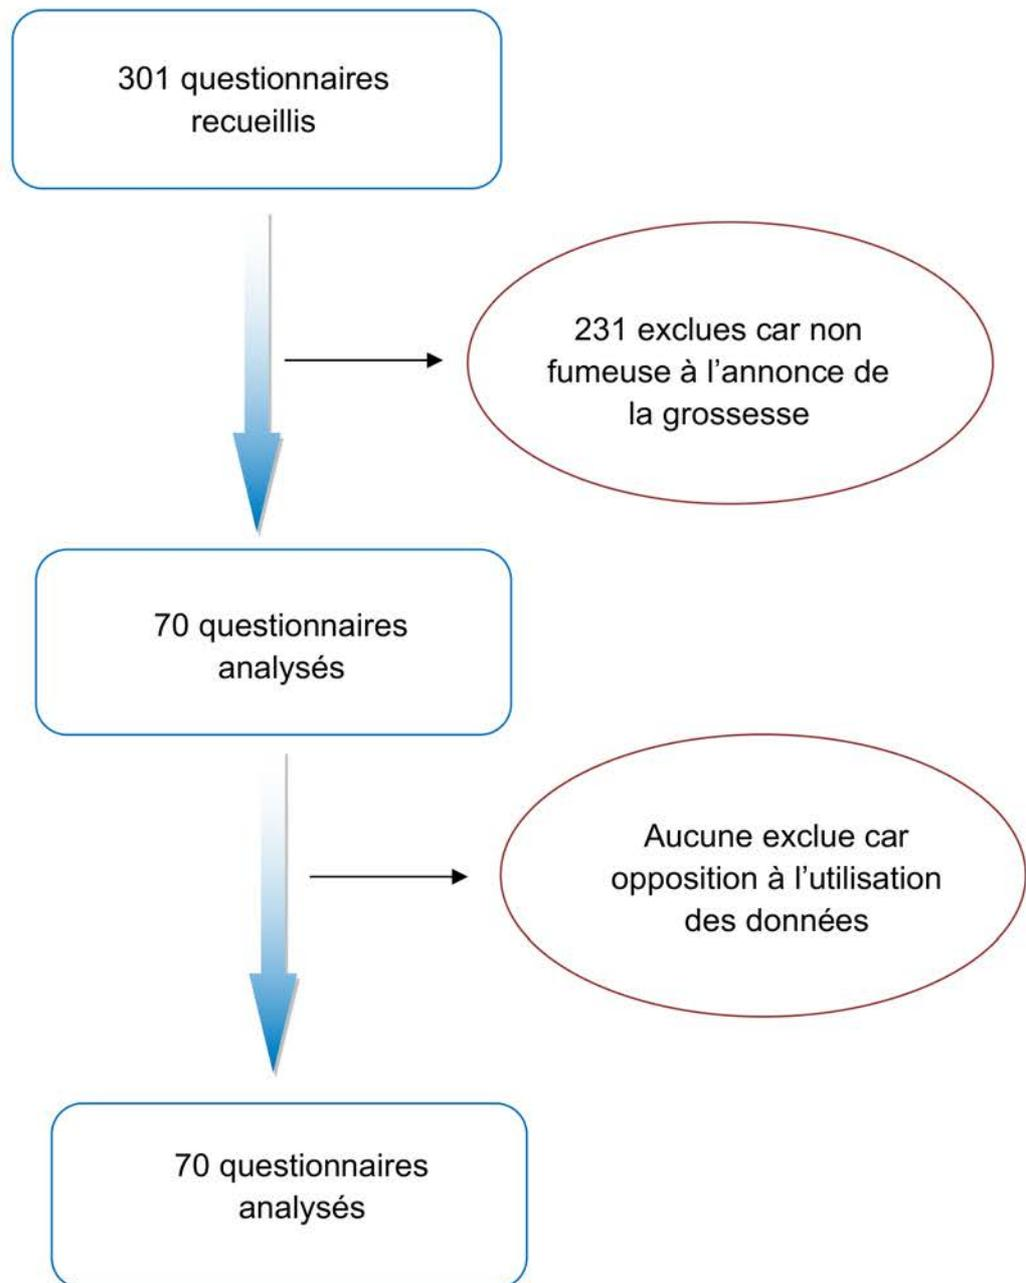 301 questionnaires
recueillis
231 exclues car non
fumeuse à l’annonce de
la grossesse
70 questionnaires
analysés
Aucune exclue car
opposition à l’utilisation
des données
70 questionnaires
analysés